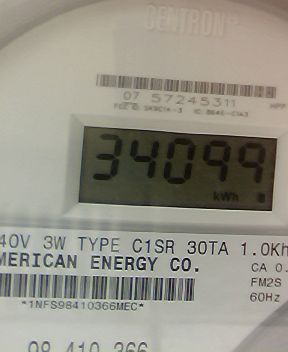 CENTRON®
07 57245311
34099
kWh
40V 3W TYPE C1SR 30TA 1.0Kh
MERICAN ENERGY CO.
CA 0.
FM2S
60Hz
*1NFS98410366MEC*
98 410 366